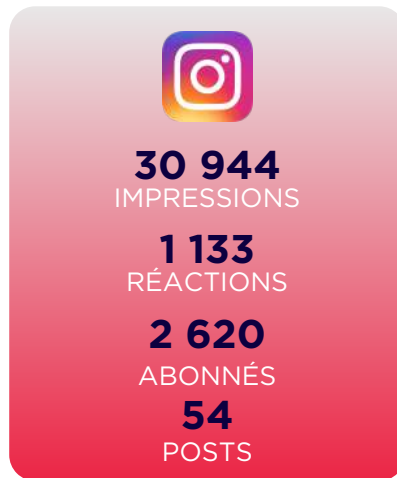 30 944
IMPRESSIONS
1 133
RÉACTIONS
2 620
ABONNÉS
54
POSTS